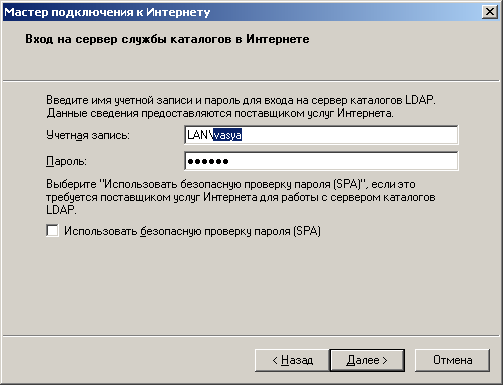 Мастер подключения к Интернету
Вход на сервер службы каталогов в Интернете
Введите имя учетной записи и пароль для входа на сервер каталогов LDAP.
Данные сведения предоставляются поставщиком услуг Интернета.
Учетная запись: LAN\vasya
Пароль: ●●●●●●
Выберите "Использовать безопасную проверку пароля (SPA)", если это
требуется поставщиком услуг Интернета для работы с сервером каталогов
LDAP.
Использовать безопасную проверку пароля (SPA)
< Назад Далее > Отмена